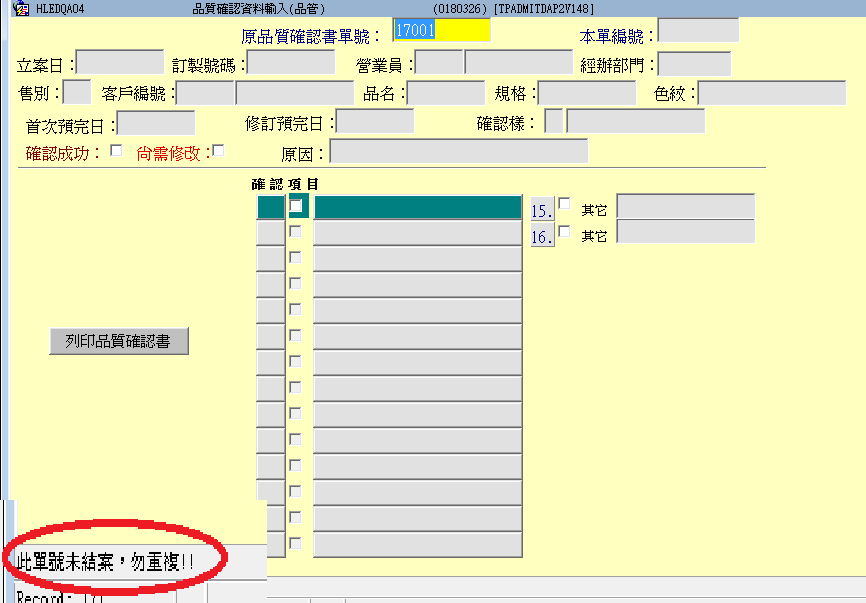 HLEDQA04 品質確認資料輸入(品管) (0180326) [TPADMITDAP2V148]
原品質確認書單號： 17001 本單編號：
立案日： 訂製號碼： 營業員： 經辦部門：
售別： 客戶編號： 品名： 規格： 色紋：
首次預完日： 修訂預完日： 確認樣：
確認成功： 尚需修改： 原因：
確認項目
15. 其它
16. 其它
列印品質確認書
此單號未結案，勿重複!!
Record: 1/1